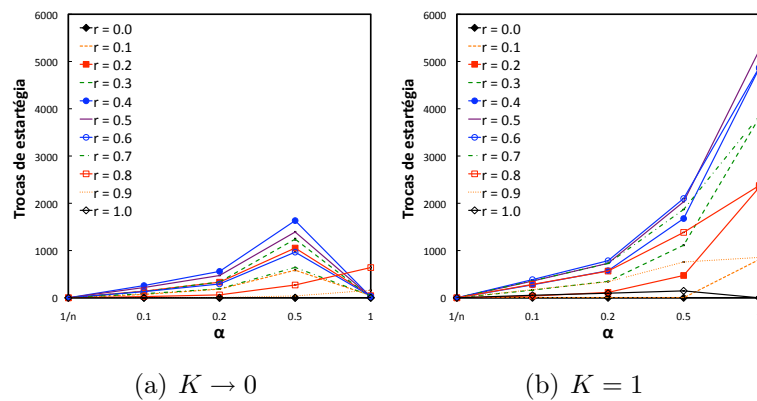 6000
5000
4000
3000
2000
1000
0
Trocas de estartégia
r = 0.0
r = 0.1
r = 0.2
r = 0.3
r = 0.4
r = 0.5
r = 0.6
r = 0.7
r = 0.8
r = 0.9
r = 1.0
1/n 0.1 0.2 0.5 1
α
(a) K → 0
6000
5000
4000
3000
2000
1000
0
Trocas de estartégia
r = 0.0
r = 0.1
r = 0.2
r = 0.3
r = 0.4
r = 0.5
r = 0.6
r = 0.7
r = 0.8
r = 0.9
r = 1.0
1/n 0.1 0.2 0.5
α
(b) K = 1